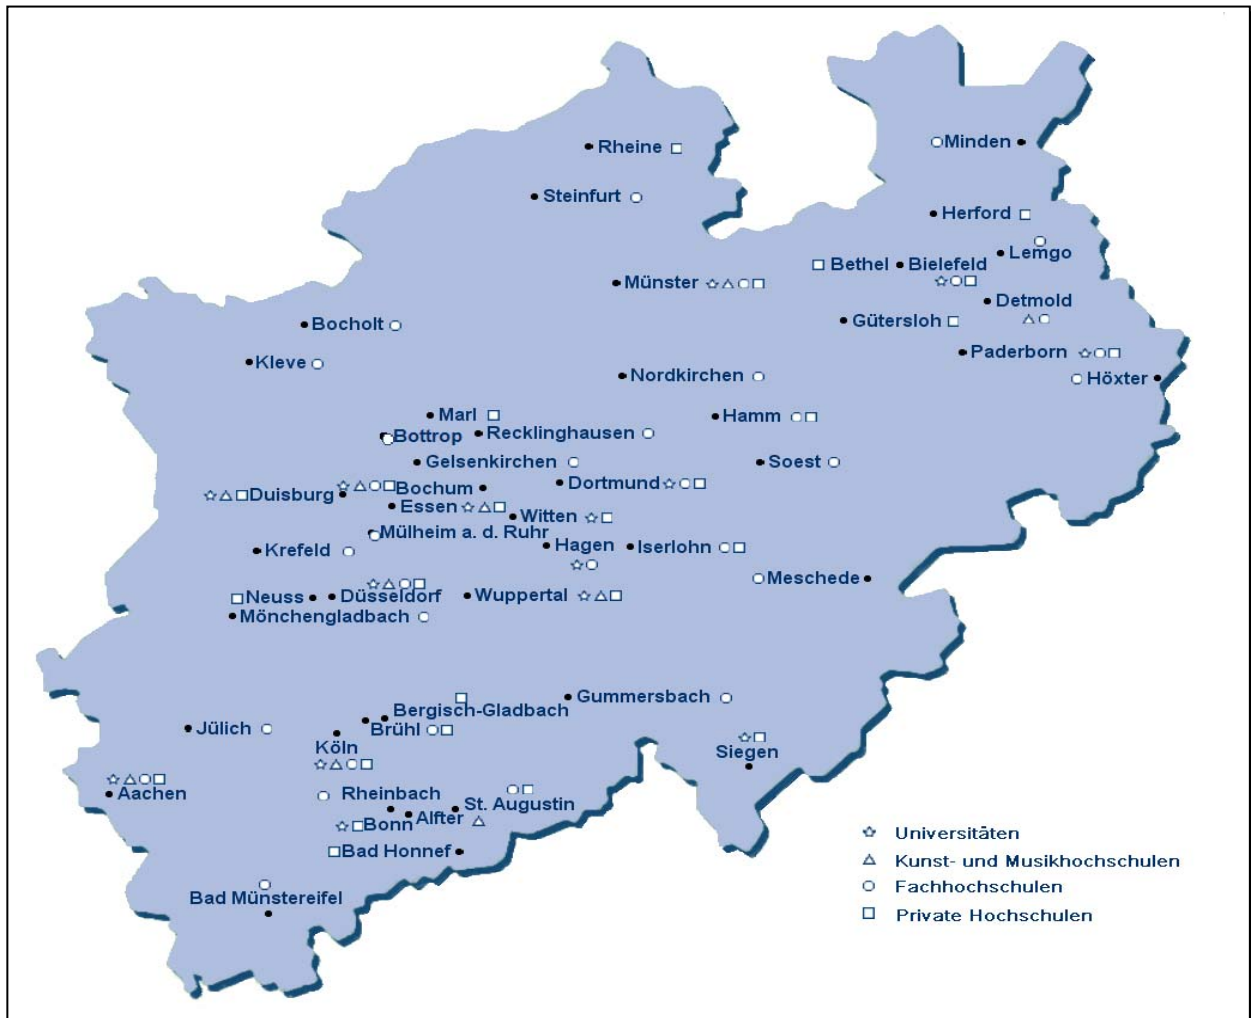 Rheine
Minden
Steinfurt
Herford
Lemgo
Bethel
Bielefeld
Münster
Detmold
Bocholt
Gütersloh
Kleve
Paderborn
Nordkirchen
Höxter
Marl
Hamm
Bottrop
Recklinghausen
Gelsenkirchen
Soest
Duisburg
Bochum
Dortmund
Essen
Witten
Mülheim a. d. Ruhr
Krefeld
Hagen
Iserlohn
Meschede
Neuss
Düsseldorf
Wuppertal
Mönchengladbach
Gummersbach
Bergisch-Gladbach
Jülich
Brühl
Köln
Siegen
Aachen
Rheinbach
St. Augustin
Alfter
Bonn
Bad Honnef
Bad Münstereifel
Universitäten
Kunst- und Musikhochschulen
Fachhochschulen
Private Hochschulen